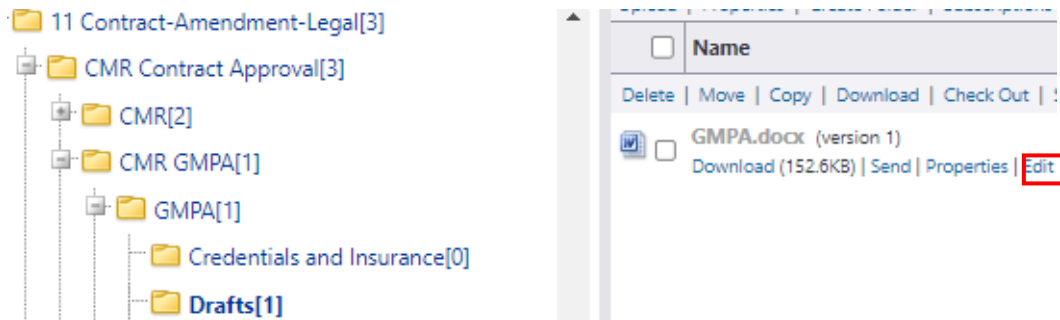 11 Contract-Amendment-Legal[3]
CMR Contract Approval[3]
CMR[2]
CMR GMPA[1]
GMPA[1]
Credentials and Insurance[0]
Drafts[1]
Name
Delete | Move | Copy | Download | Check Out |
GMPA.docx (version 1)
Download (152.6KB) | Send | Properties | Edit